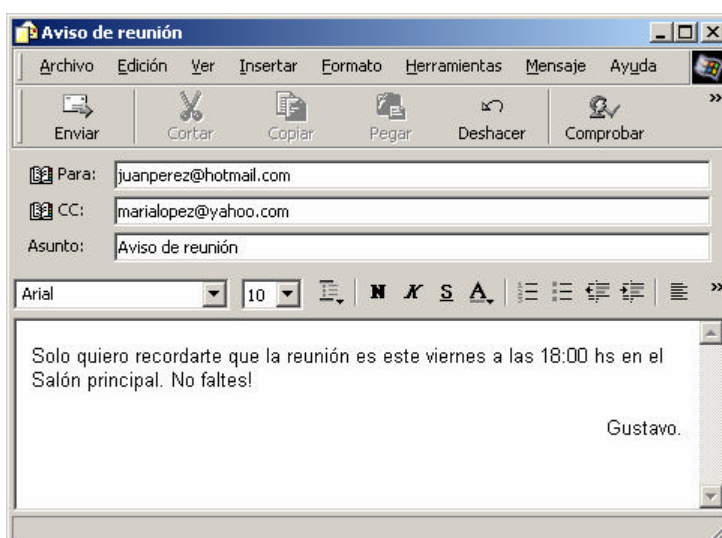 Aviso de reunión
Archivo Edición Ver Insertar Formato Herramientas Mensaje Ayuda
Enviar Cortar Copiar Pegar Deshacer Comprobar »
Para: juanperez@hotmail.com
CC: marialopez@yahoo.com
Asunto: Aviso de reunión
Arial 10 N K S A »
Solo quiero recordarte que la reunión es este viernes a las 18:00 hs en el
Salón principal. No faltes!
Gustavo.